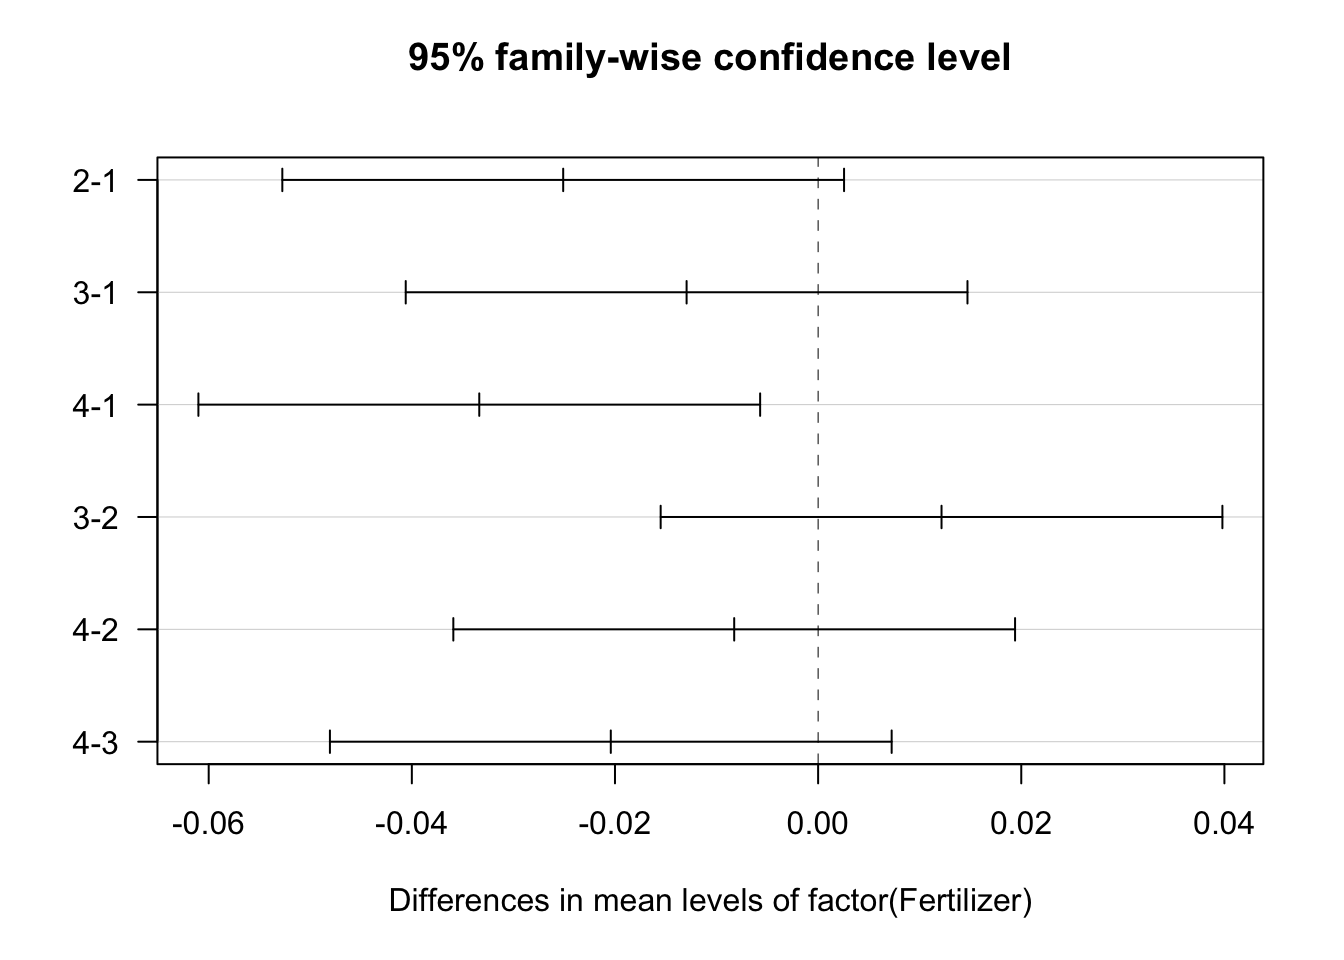 95% family-wise confidence level
2-1
3-1
4-1
3-2
4-2
4-3
-0.06 -0.04 -0.02 0.00 0.02 0.04
Differences in mean levels of factor(Fertilizer)